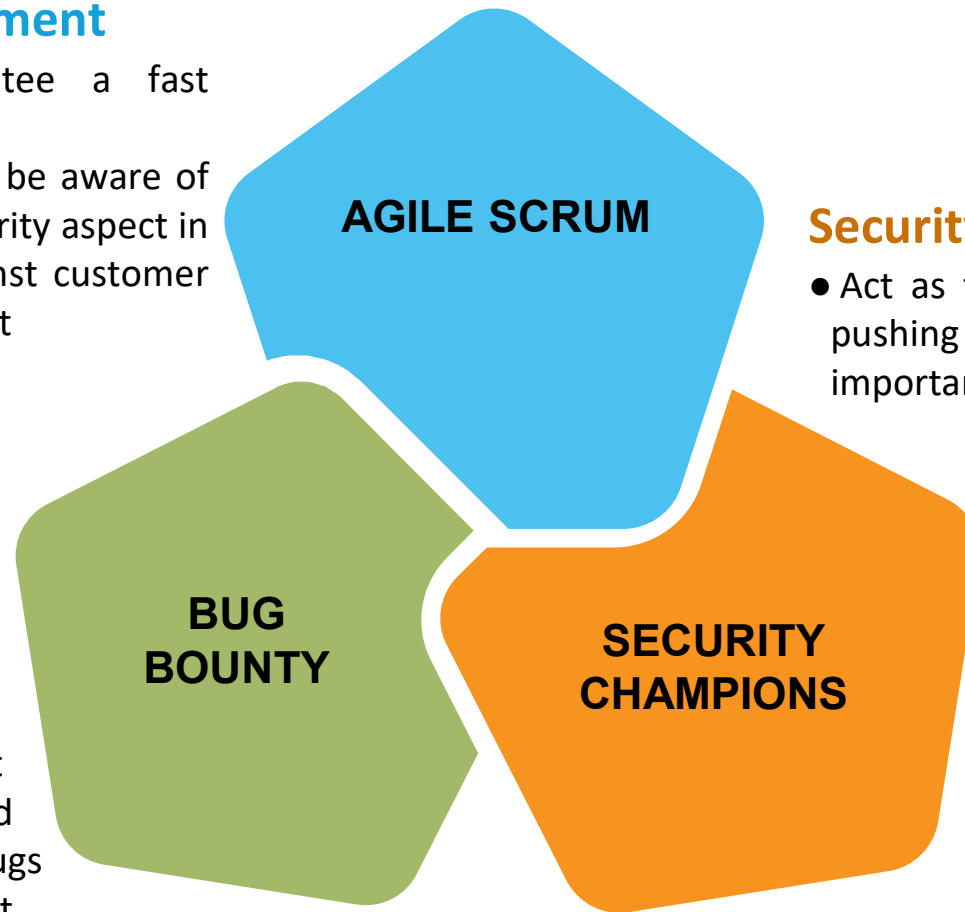 ment
tee a fast
be aware of
rity aspect in
nst customer
t
AGILE SCRUM
Securit
● Act as
pushing
importa
BUG
BOUNTY
SECURITY
CHAMPIONS
t
d
ugs
t